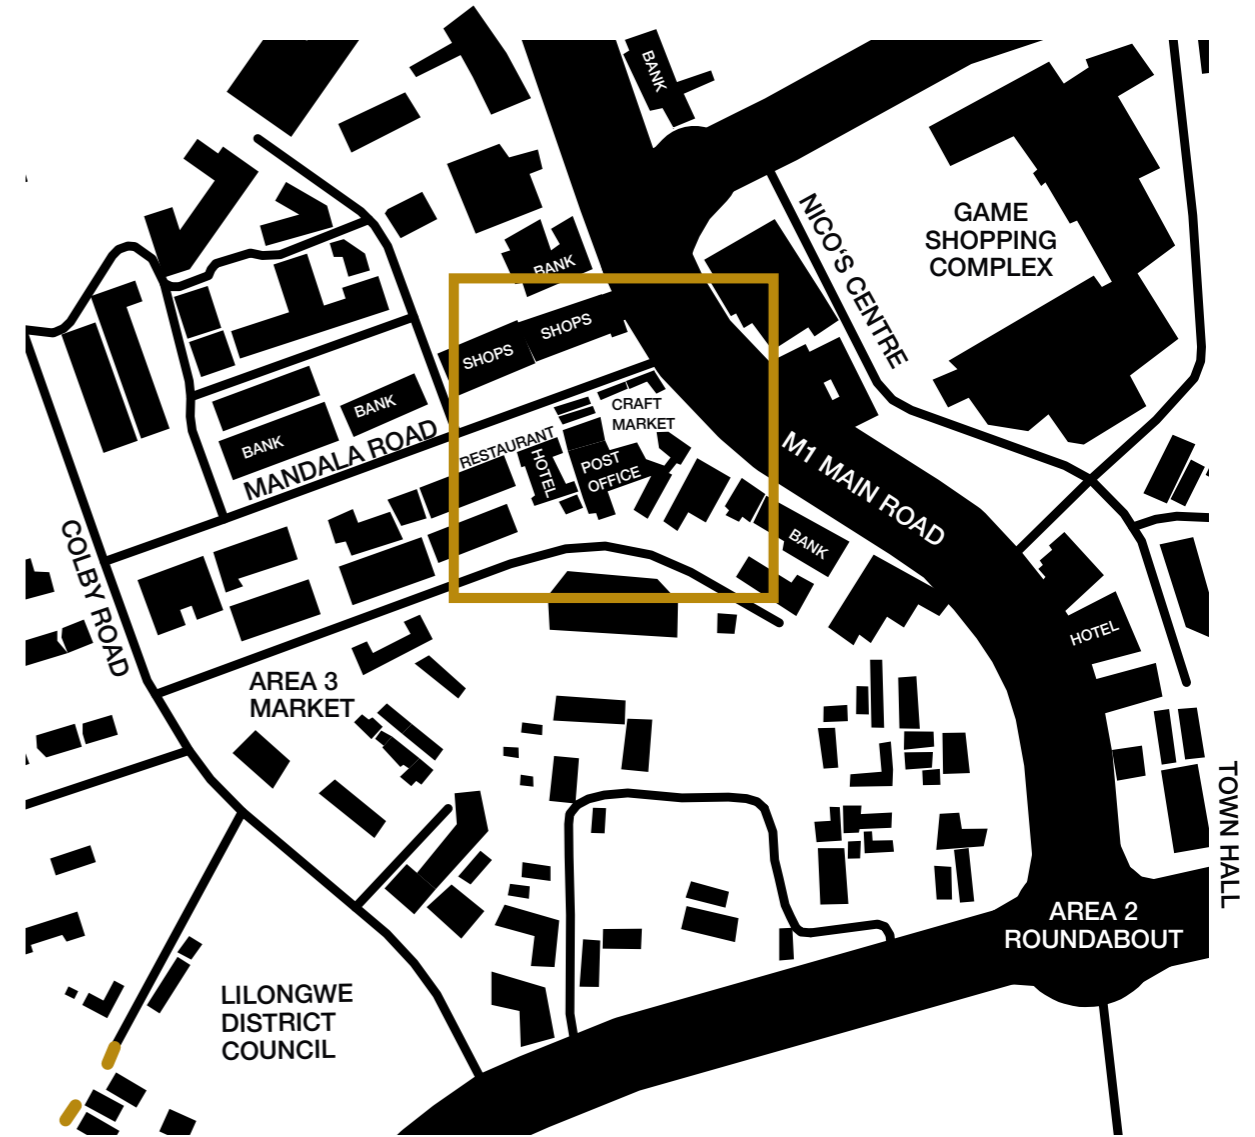 BANK
NICO'S CENTRE
GAME
SHOPPING
COMPLEX
BANK
SHOPS
SHOPS
BANK
BANK
MANDALA ROAD
RESTAURANT
HOTEL
CRAFT
MARKET
POST
OFFICE
M1 MAIN ROAD
BANK
COLBY ROAD
HOTEL
AREA 3
MARKET
TOWN HALL
AREA 2
ROUNDABOUT
LILONGWE
DISTRICT
COUNCIL